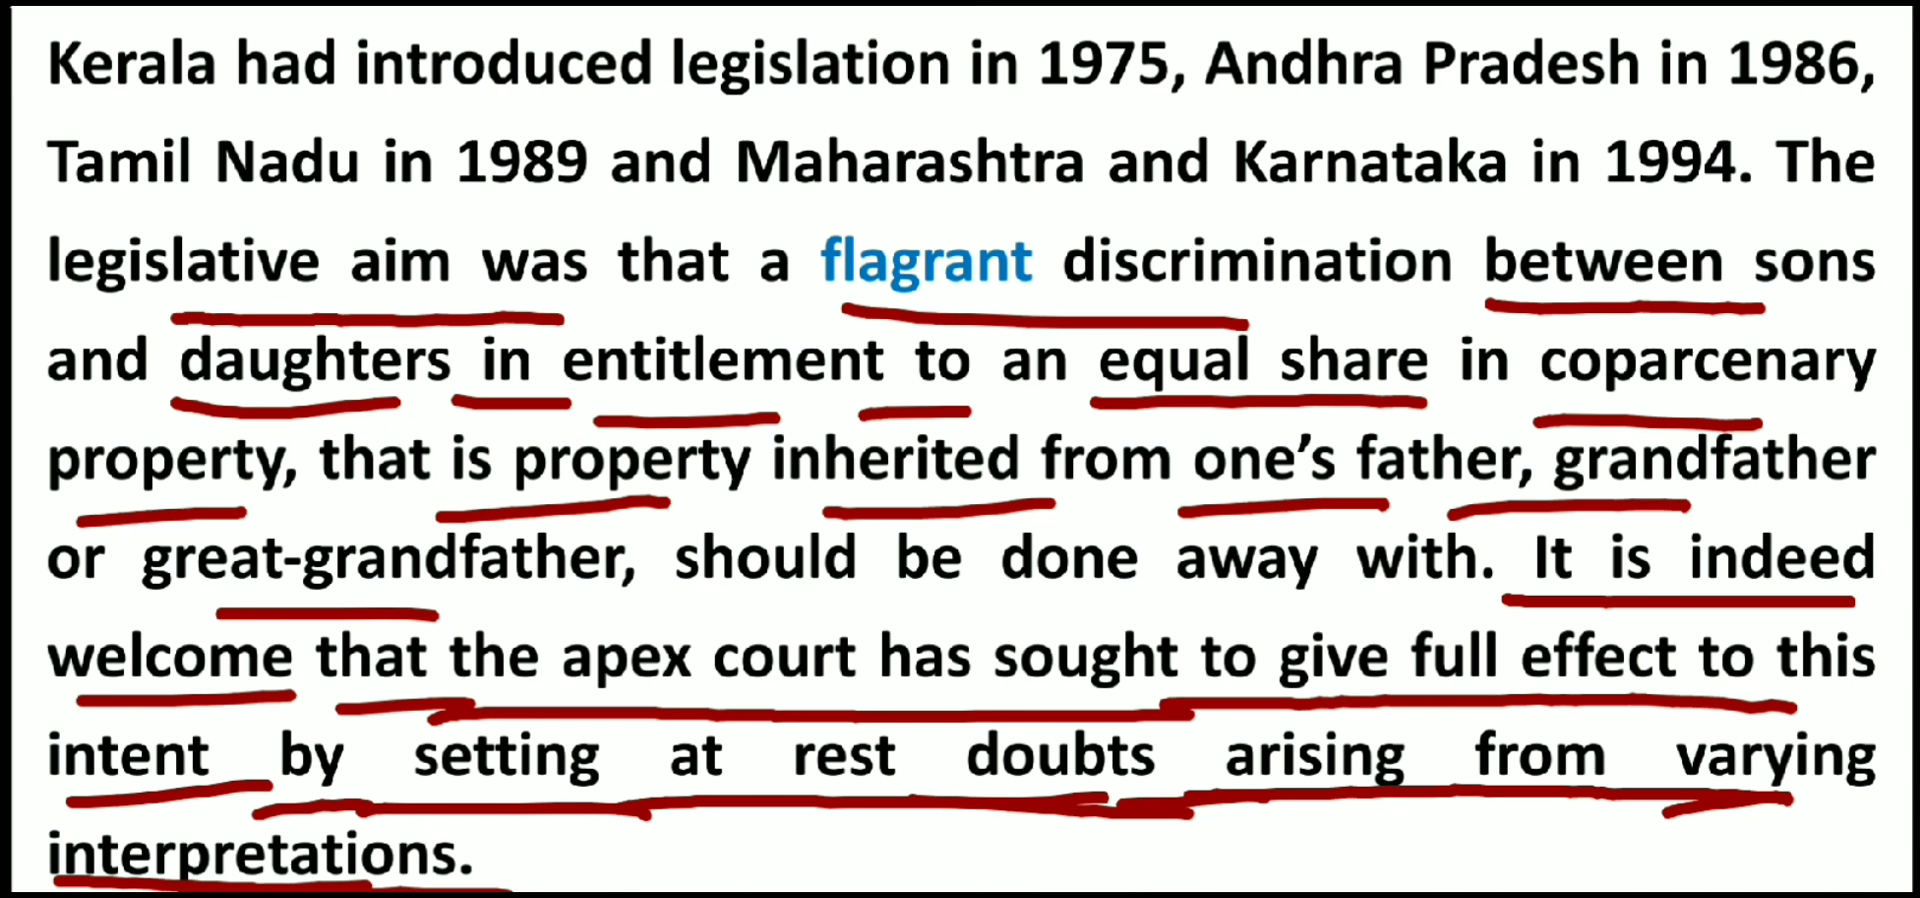 Kerala had introduced legislation in 1975, Andhra Pradesh in 1986,
Tamil Nadu in 1989 and Maharashtra and Karnataka in 1994. The
legislative aim was that a flagrant discrimination between sons
and daughters in entitlement to an equal share in coparcenary
property, that is property inherited from one’s father, grandfather
or great-grandfather, should be done away with. It is indeed
welcome that the apex court has sought to give full effect to this
intent by setting at rest doubts arising from varying
interpretations.